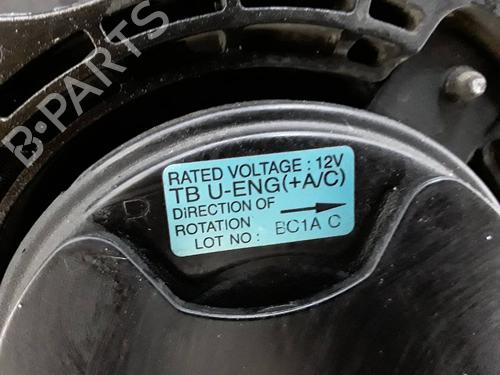 B-PARTS
RATED VOLTAGE : 12V
TB U-ENG(+A/C)
DIRECTION OF
ROTATION
LOT NO : BC1A C